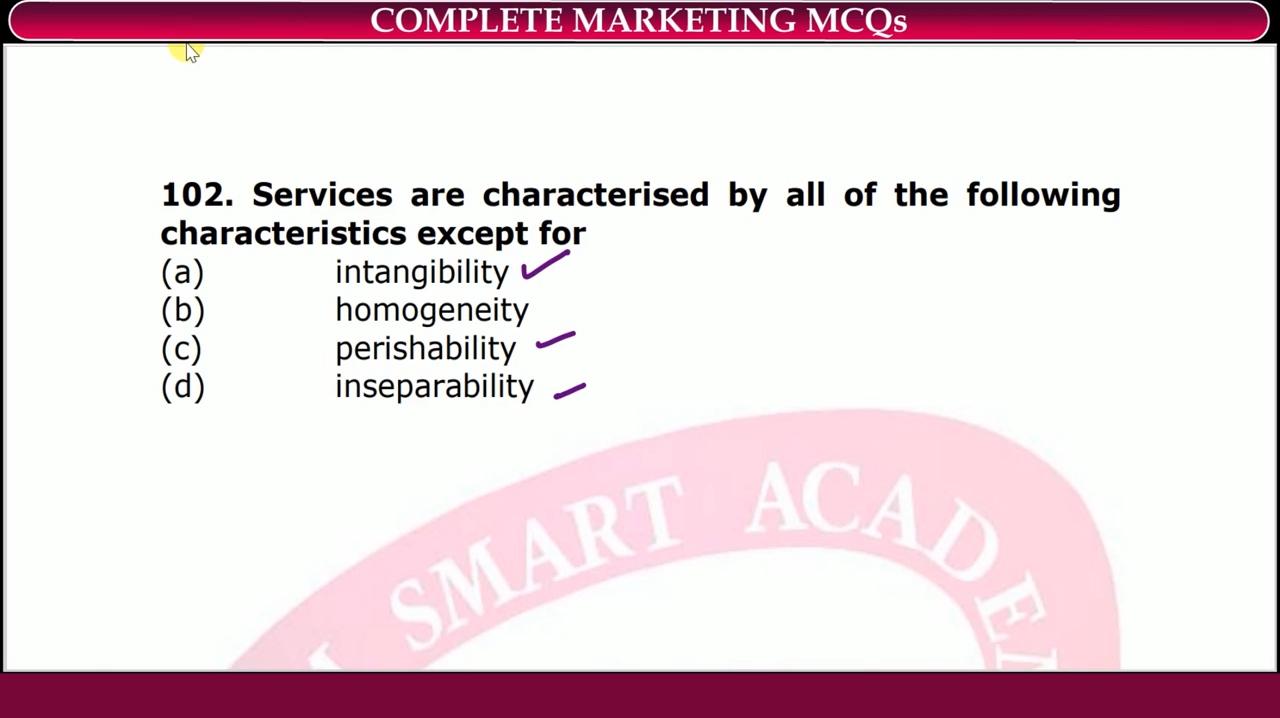 COMPLETE MARKETING MCQs
102. Services are characterised by all of the following
characteristics except for
(a) intangibility
(b) homogeneity
(c) perishability
(d) inseparability
SMART ACADEM